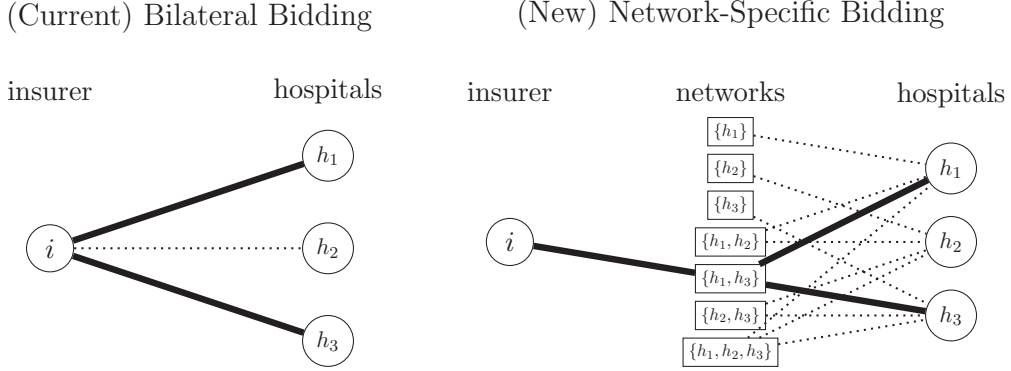 (Current) Bilateral Bidding
insurer
hospitals
i
h₁
h₂
h₃
(New) Network-Specific Bidding
insurer
networks
hospitals
i
{h₁}
{h₂}
{h₃}
{h₁, h₂}
{h₁, h₃}
{h₂, h₃}
{h₁, h₂, h₃}
h₁
h₂
h₃